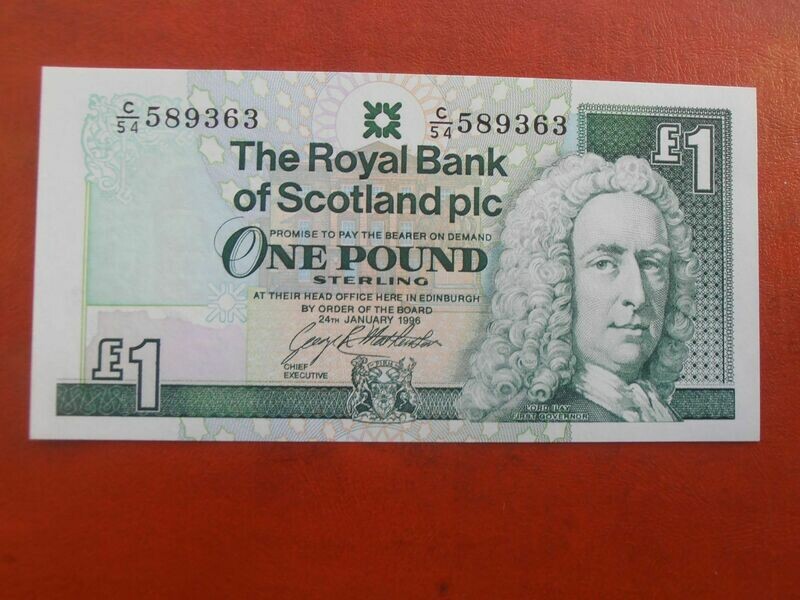 C/54 589363
C/54 589363
£1
The Royal Bank
of Scotland plc
PROMISE TO PAY THE BEARER ON DEMAND
ONE POUND
STERLING
AT THEIR HEAD OFFICE HERE IN EDINBURGH
BY ORDER OF THE BOARD
24TH JANUARY 1996
George R Mathewson
CHIEF
EXECUTIVE
£1
LORD ILAY
FIRST GOVERNOR